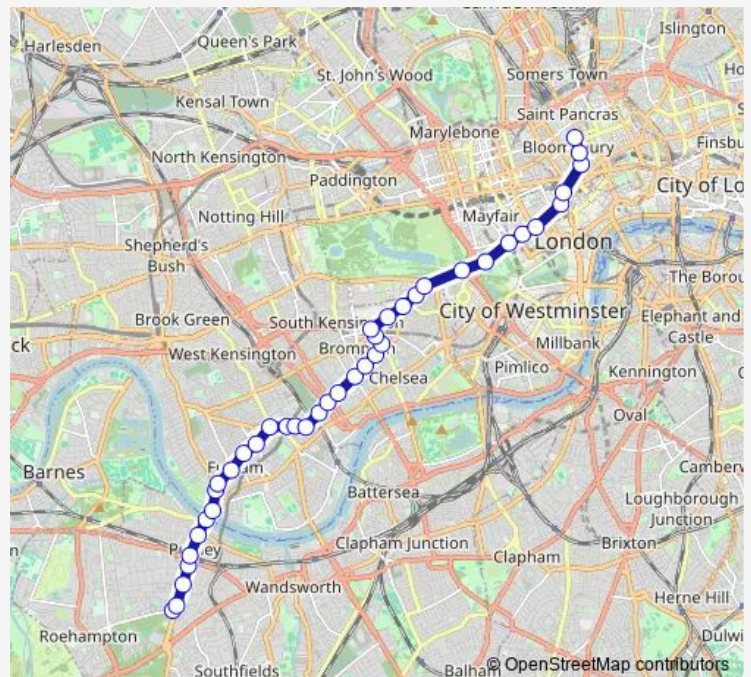 Harlesden
Queen's Park
Islington
St. John's Wood
Somers Town
Kensal Town
Saint Pancras
Marylebone
Finsbu
North Kensington
Paddington
City of Lo
Notting Hill
Mayfair
Shepherd's
Bush
London
The Borou
Brook Green
City of Westminster
Elephant and
Castle
ck
West Kensington
Millbank
Pimlico
Kennington
Chelsea
Oval
Barnes
Camberw
Battersea
Loughborough
Junction
Clapham Junction
Brixton
Clapham
Wandsworth
Herne Hill
Roehampton
Dulwi
Southfields
Balham
© OpenStreetMap contributors